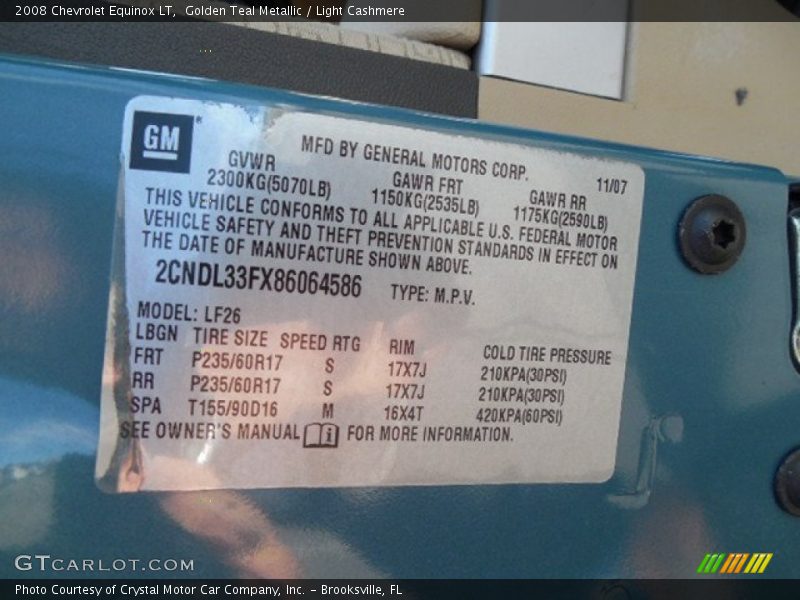 2008 Chevrolet Equinox LT,  Golden Teal Metallic / Light Cashmere
GM
MFD BY GENERAL MOTORS CORP.
11/07
GVWR GAWR FRT GAWR RR
2300KG(5070LB) 1150KG(2535LB) 1175KG(2590LB)
THIS VEHICLE CONFORMS TO ALL APPLICABLE U.S. FEDERAL MOTOR
VEHICLE SAFETY AND THEFT PREVENTION STANDARDS IN EFFECT ON
THE DATE OF MANUFACTURE SHOWN ABOVE.
2CNDL33FX86064586 TYPE: M.P.V.
MODEL: LF26
LBGN TIRE SIZE SPEED RTG RIM COLD TIRE PRESSURE
FRT P235/60R17 S 17X7J 210KPA(30PSI)
RR P235/60R17 S 17X7J 210KPA(30PSI)
SPA T155/90D16 M 16X4T 420KPA(60PSI)
SEE OWNER'S MANUAL i FOR MORE INFORMATION.
GTCARLOT.COM
Photo Courtesy of Crystal Motor Car Company, Inc. – Brooksville, FL